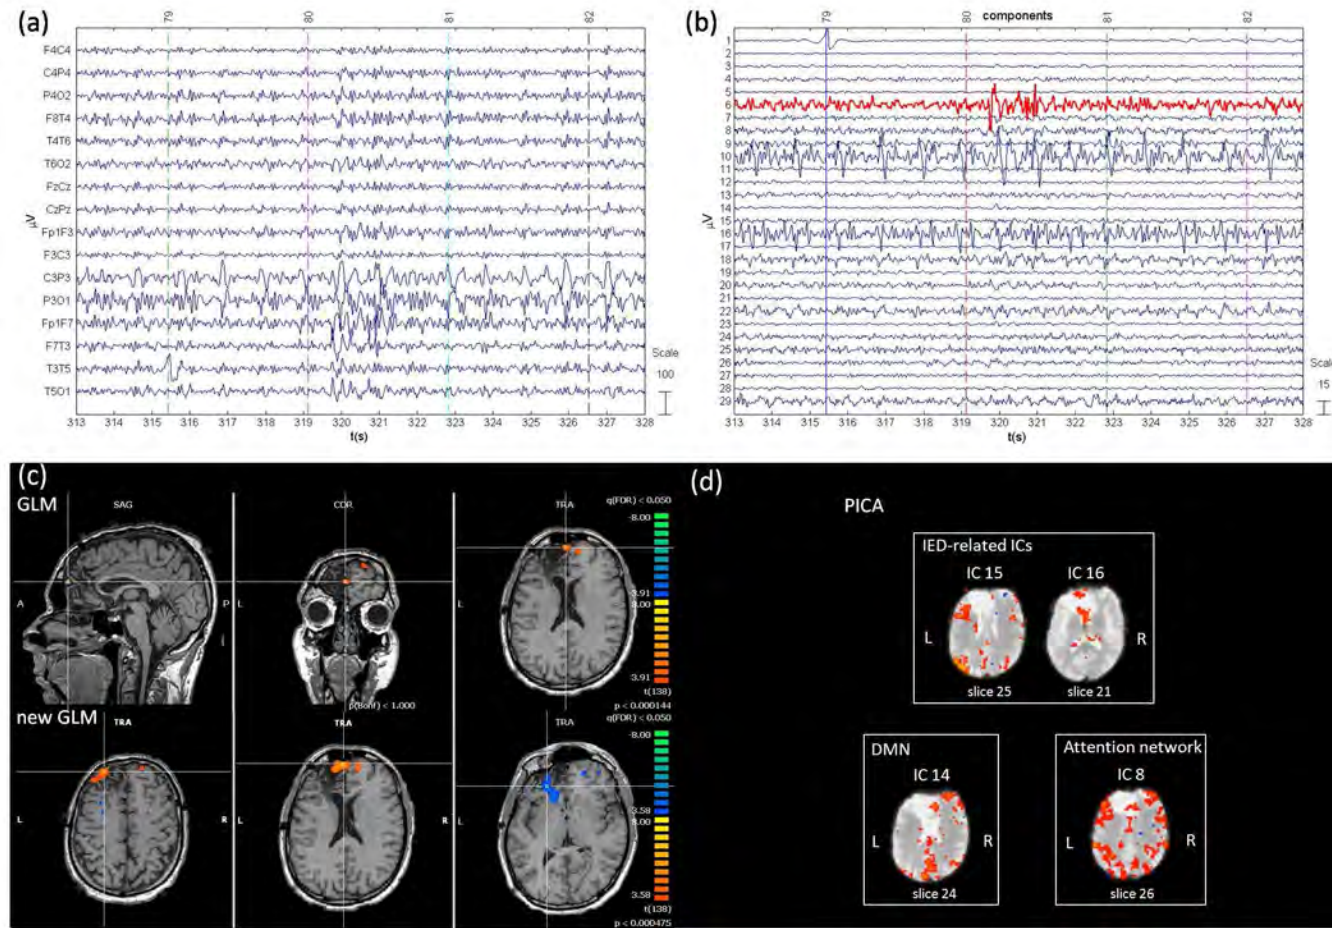 (a)
79 80 81 82
F4C4
C4P4
P4O2
F8T4
T4T6
T6O2
FzCz
CzPz
Fp1F3
F3C3
C3P3
P3O1
Fp1F7
F7T3
T3T5
T5O1
μV
Scale
100
313 314 315 316 317 318 319 320 321 322 323 324 325 326 327 328
t(s)
(b)
79 80 components 81 82
1
2
3
4
5
6
7
8
9
10
11
12
13
14
15
16
17
18
19
20
21
22
23
24
25
26
27
28
29
μV
Scale
15
313 314 315 316 317 318 319 320 321 322 323 324 325 326 327 328
t(s)
(c)
GLM
SAG
A
P
COR
L
p(Bonf) < 1.000
TRA
L
q(FDR) < 0.050
-8.00
-3.91
8.00
3.91
t(138)
p < 0.000144
new GLM
TRA
L
R
TRA
L
R
TRA
L
q(FDR) < 0.050
-8.00
-3.58
8.00
3.58
t(138)
p < 0.000475
(d)
PICA
IED-related ICs
IC 15 IC 16
L R
slice 25 slice 21
DMN
IC 14
L R
slice 24
Attention network
IC 8
L R
slice 26